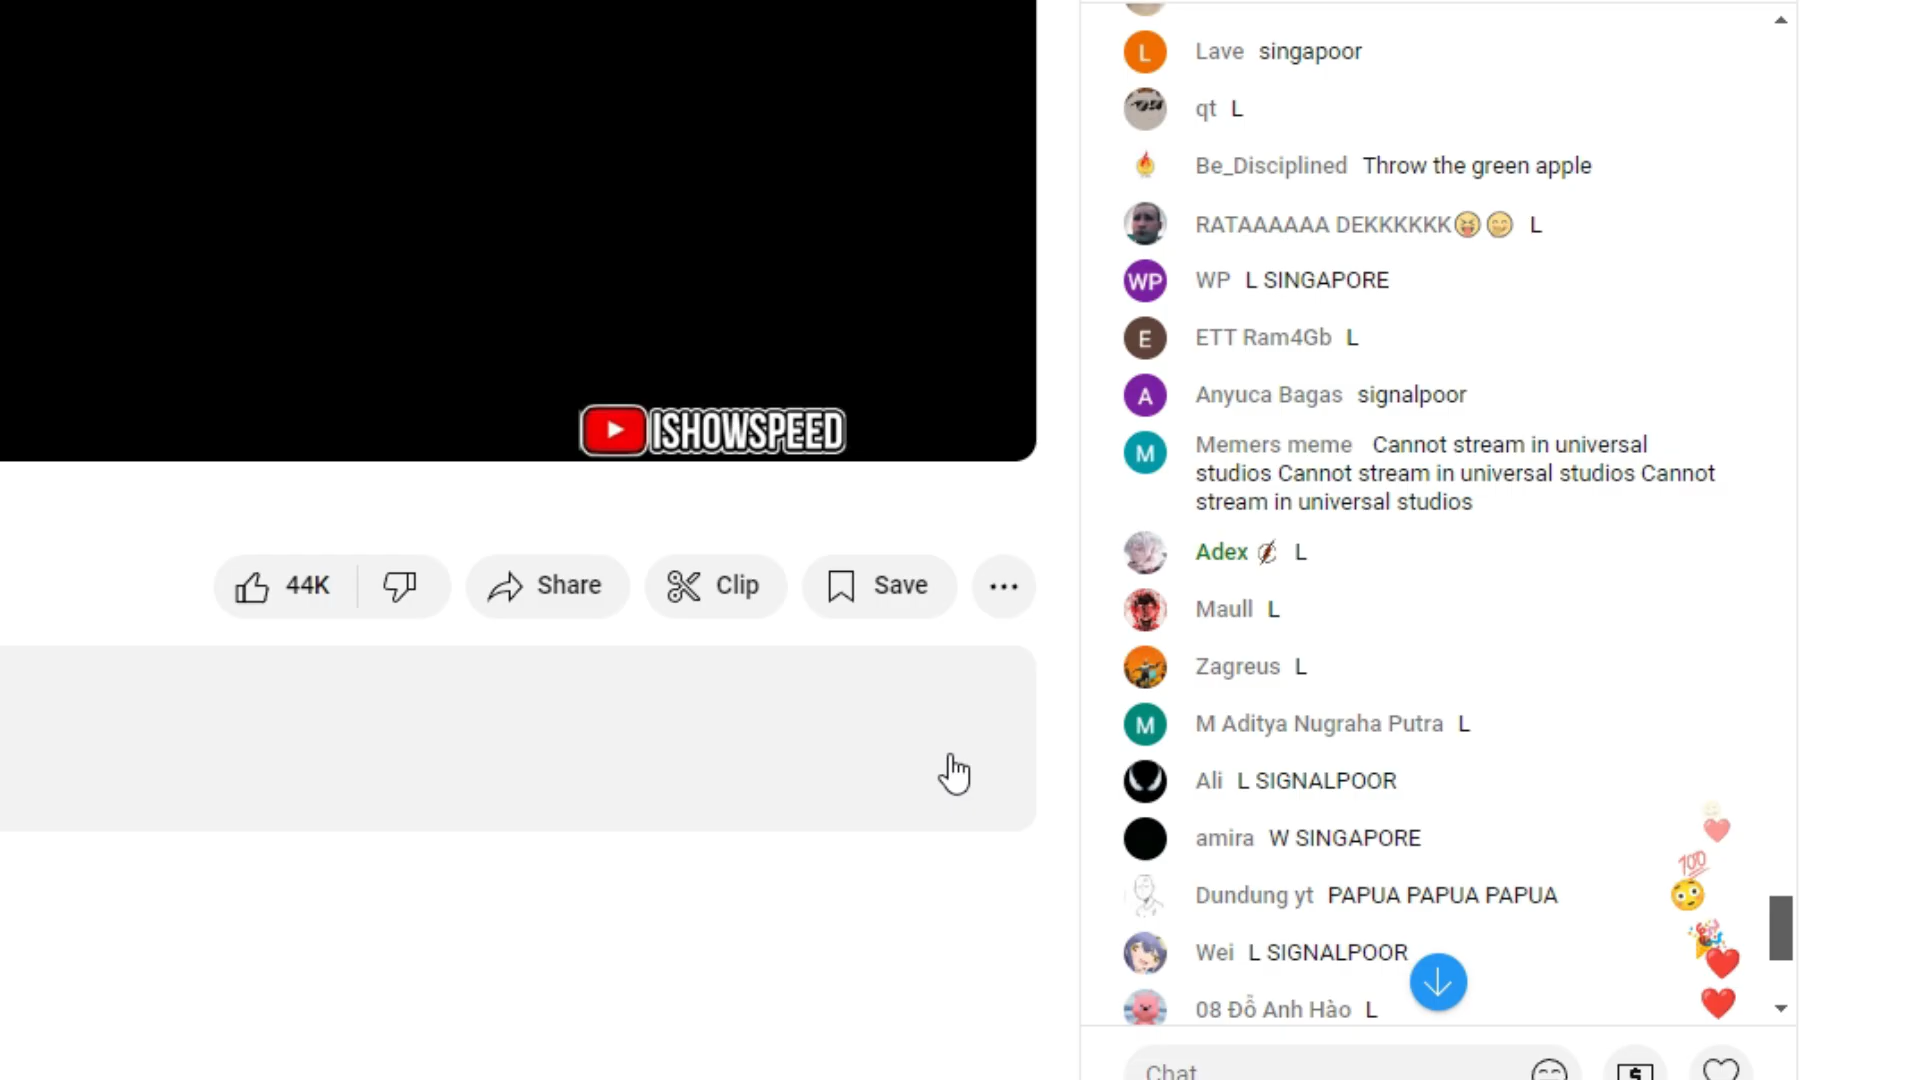 ISHOWSPEED
44K
Share
Clip
Save
L
Lave singapoor
qt L
Be_Disciplined Throw the green apple
RATAAAAAA DEKKKKKK😝😊 L
WP WP L SINGAPORE
E ETT Ram4Gb L
A Anyuca Bagas signalpoor
M Memers meme Cannot stream in universal
studios Cannot stream in universal studios Cannot
stream in universal studios
Adex L
Maull L
Zagreus L
M M Aditya Nugraha Putra L
Ali L SIGNALPOOR
amira W SINGAPORE
💯
Dundung yt PAPUA PAPUA PAPUA
Wei L SIGNALPOOR
08 Đỗ Anh Hào L
Chat
$